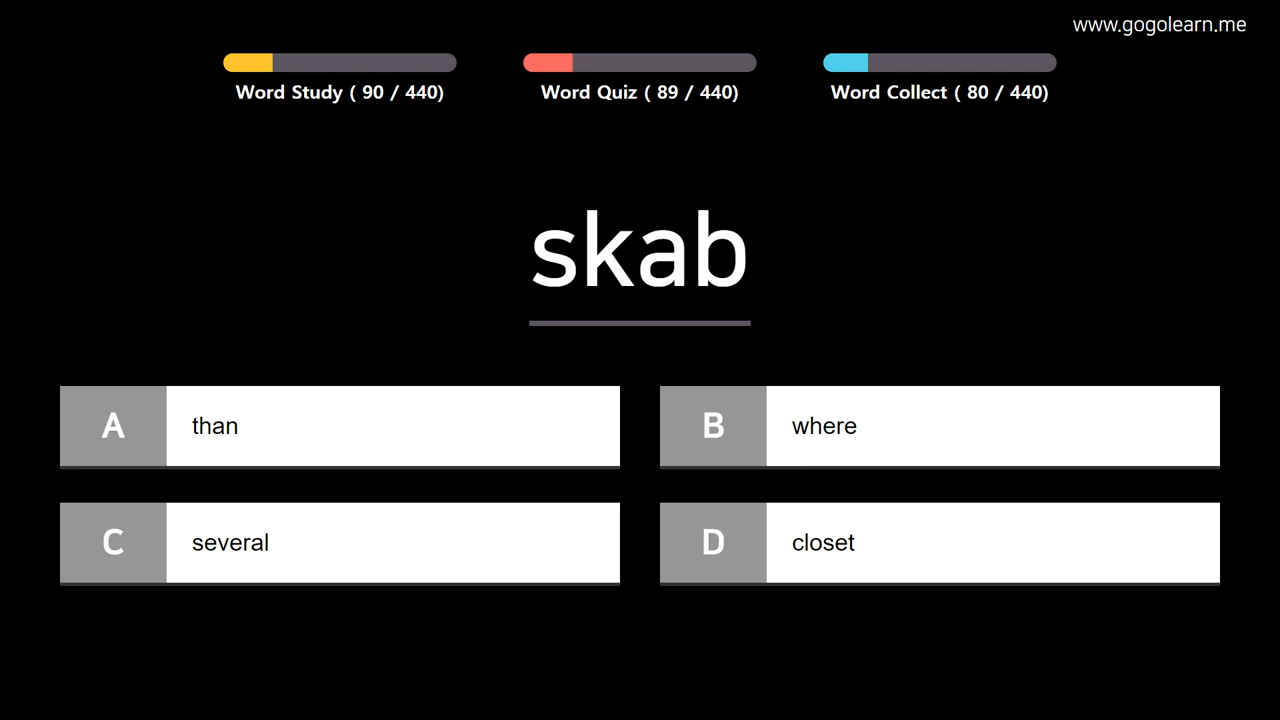 www.gogolearn.me
Word Study ( 90 / 440)
Word Quiz ( 89 / 440)
Word Collect ( 80 / 440)
skab
A than
B where
C several
D closet